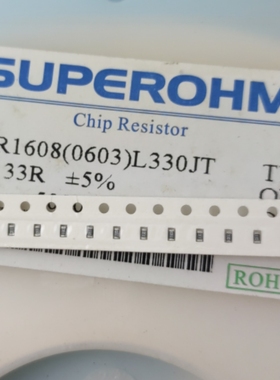 SUPEROHM
Chip Resistor
R1608(0603)L330JT
33R ±5%
ROH